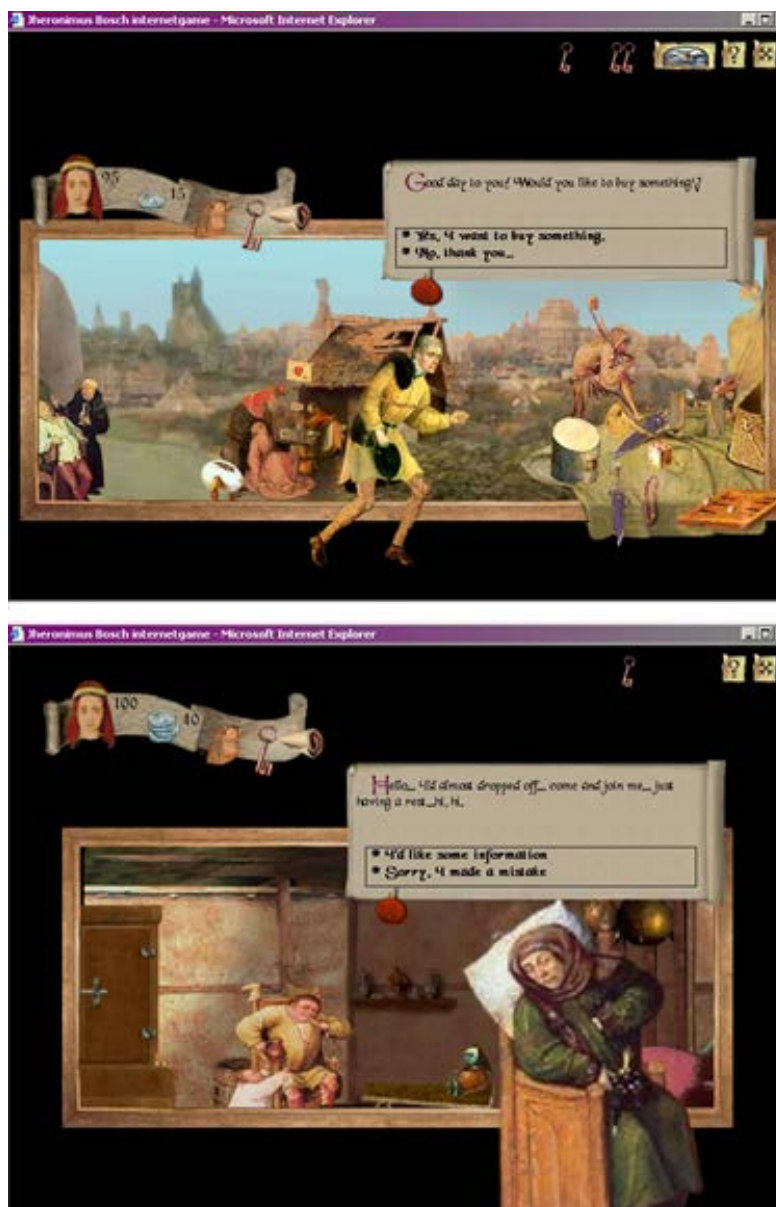 Jheronimus Bosch internetgame - Microsoft Internet Explorer
?
95
15
Good day to you! Would you like to buy something?
* Yes, I want to buy something.
* No, thank you...
Jheronimus Bosch internetgame - Microsoft Internet Explorer
?
100
40
Hello... I'd almost dropped off... come and join me... just
having a rest...hi, hi.
* I'd like some information
* Sorry, I made a mistake